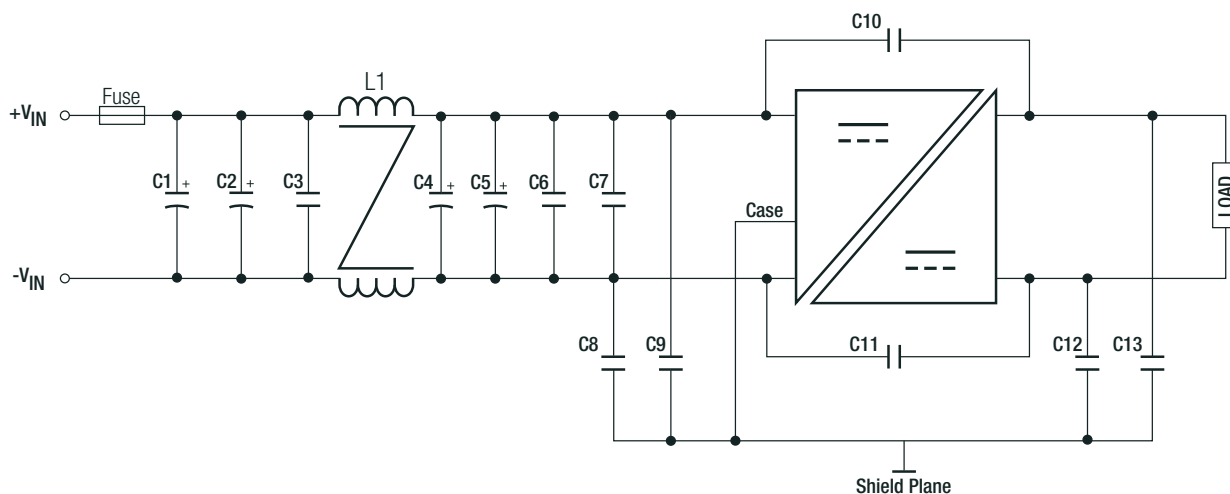 C10
L1
Fuse
+VIN
C1 + C2 + C3 C4 + C5 + C6 C7
Case
LOAD
-VIN
C8 C9 C11 C12 C13
Shield Plane